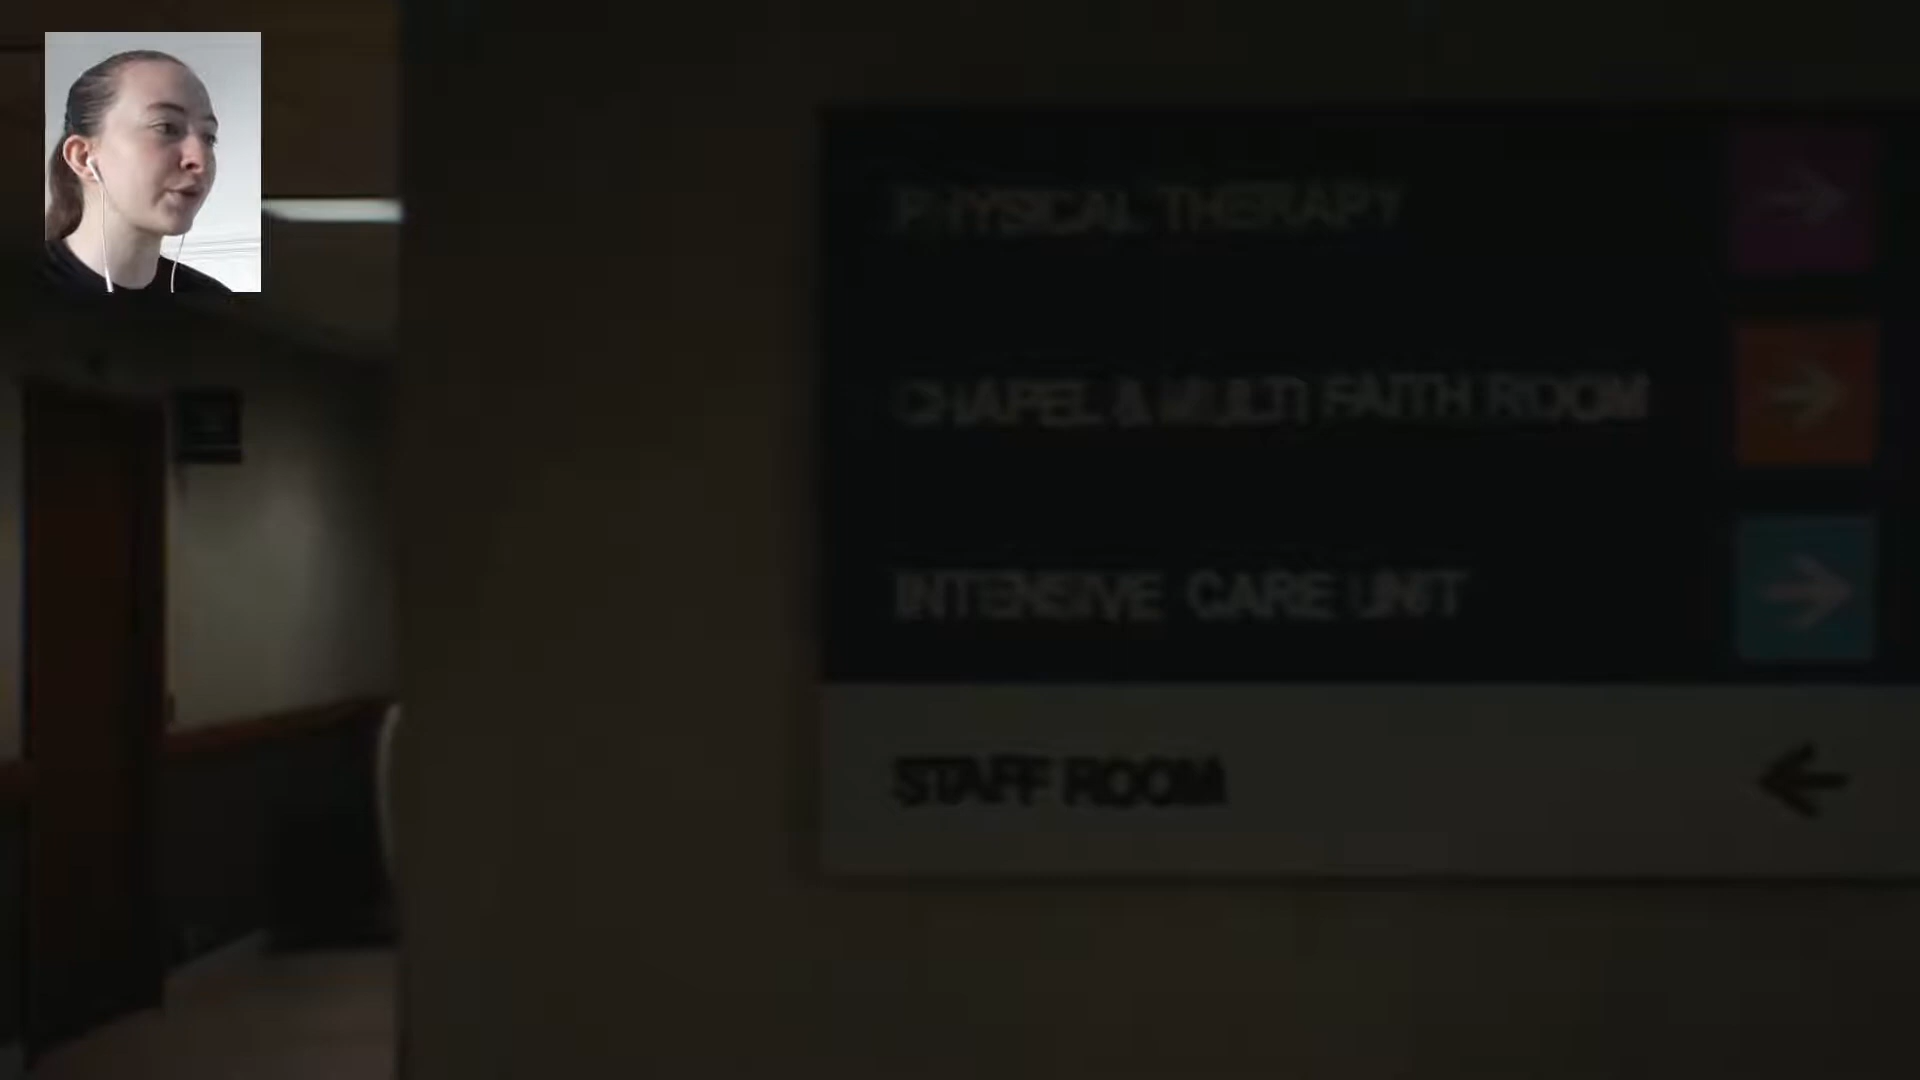 PHYSICAL THERAPY
CHAPEL & MULTI FAITH ROOM
INTENSIVE CARE UNIT
STAFF ROOM